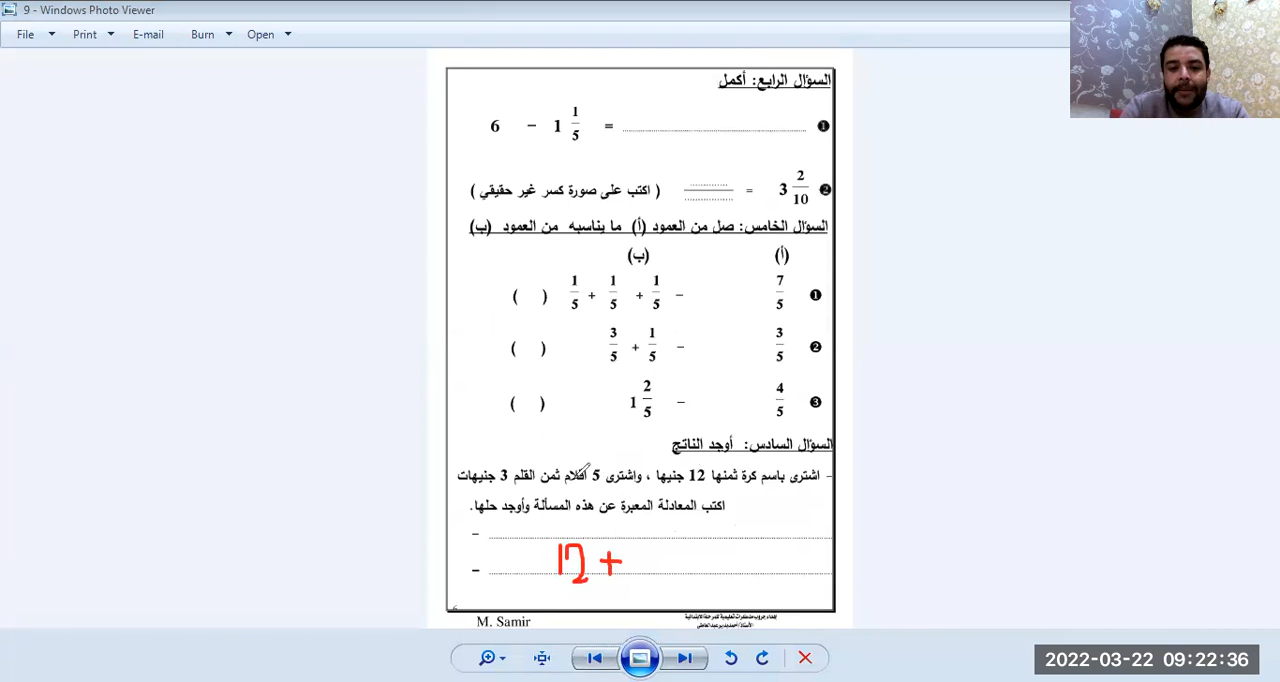 9 - Windows Photo Viewer
File Print E-mail Burn Open
السؤال الرابع: أكمل
❶ 6 − 1 1/5 = ..............................
❷ 3 2/10 = ............/............ ( اكتب على صورة كسر غير حقيقي )
السؤال الخامس: صل من العمود (أ) ما يناسبه من العمود (ب)
(أ) (ب)
❶ 7/5 − 1/5 + 1/5 + 1/5 ( )
❷ 3/5 − 1/5 + 3/5 ( )
❸ 4/5 − 1 2/5 ( )
السؤال السادس: أوجد الناتج
- اشترى باسم كرة ثمنها 12 جنيها ، واشترى 5 أقلام ثمن القلم 3 جنيهات
اكتب المعادلة المعبرة عن هذه المسألة وأوجد حلها.
12 +
6
M. Samir
2022-03-22 09:22:36